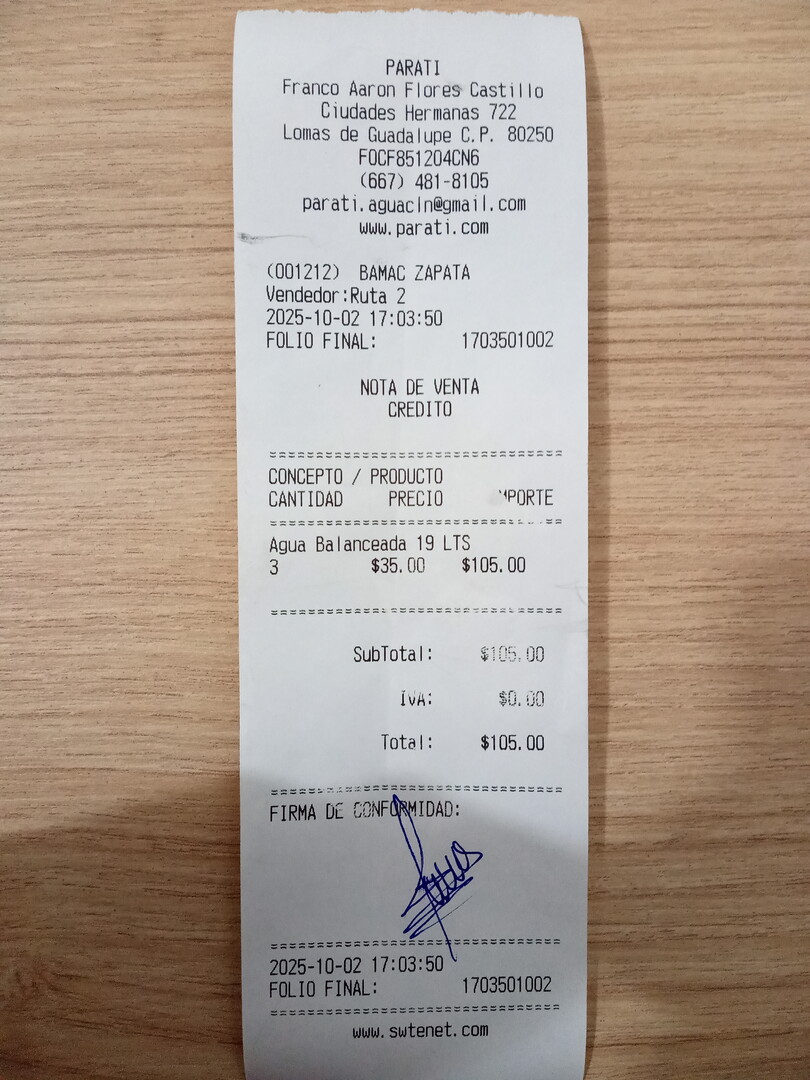 PARATI
Franco Aaron Flores Castillo
Ciudades Hermanas 722
Lomas de Guadalupe C.P. 80250
FOCF851204CN6
(667) 481-8105
parati.aguacln@gmail.com
www.parati.com
(001212) BAMAC ZAPATA
Vendedor:Ruta 2
2025-10-02 17:03:50
FOLIO FINAL: 1703501002
NOTA DE VENTA
CREDITO
CONCEPTO / PRODUCTO
CANTIDAD PRECIO IMPORTE
Agua Balanceada 19 LTS
3 $35.00 $105.00
SubTotal: $105.00
IVA: $0.00
Total: $105.00
FIRMA DE CONFORMIDAD:
2025-10-02 17:03:50
FOLIO FINAL: 1703501002
www.swtenet.com